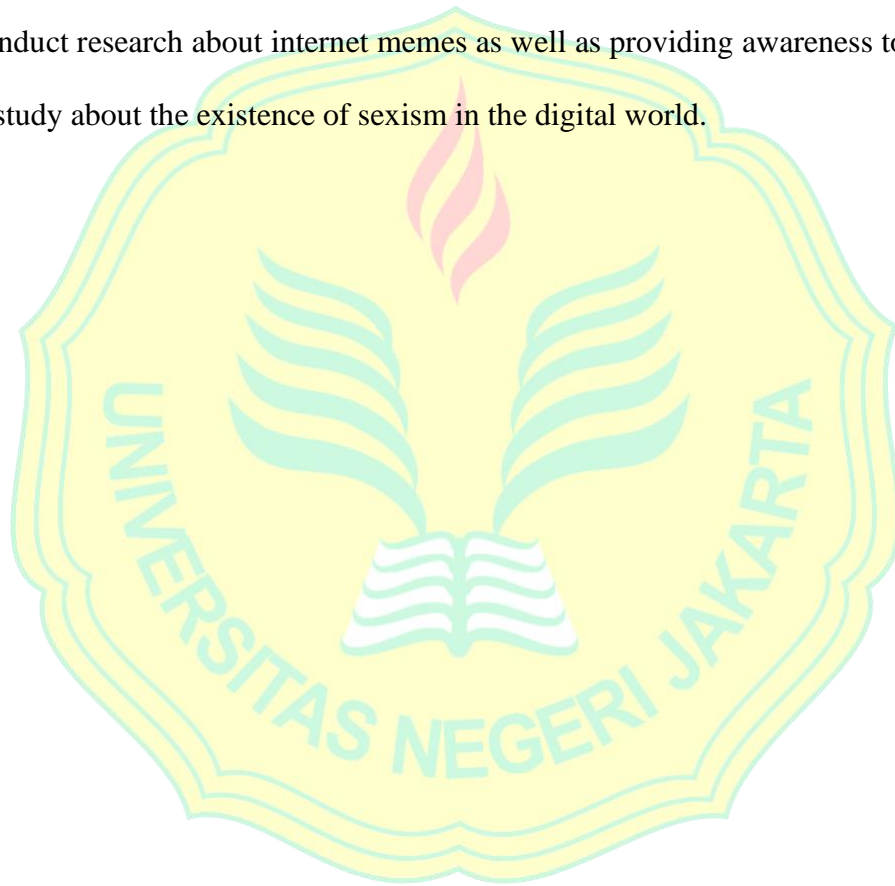 nduct research about internet memes as well as providing awareness to
study about the existence of sexism in the digital world.
UNIVERSITAS NEGERI JAKARTA